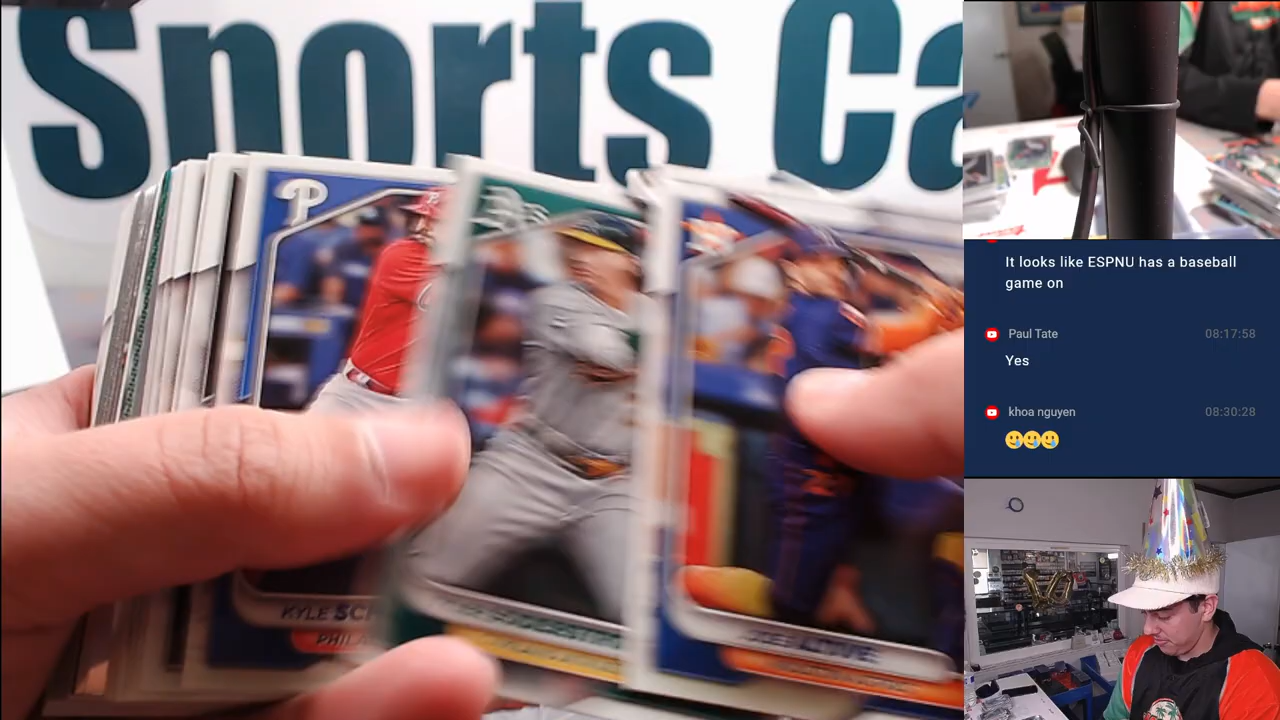 Sports Ca
It looks like ESPNU has a baseball
game on
Paul Tate
08:17:58
Yes
khoa nguyen
08:30:28
P
KYLE SC
PHILA